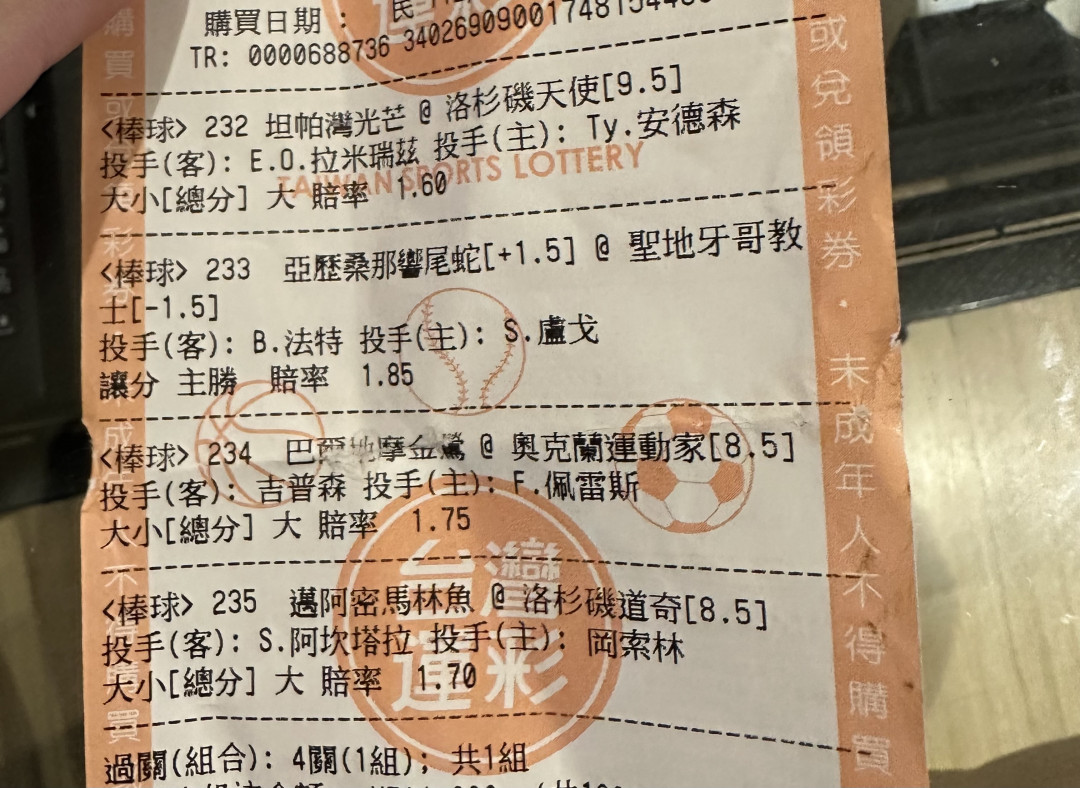 購買日期：
TR: 0000688736
<棒球> 232 坦帕灣光芒 @ 洛杉磯天使[9.5]
投手(客): E.O.拉米瑞茲 投手(主): Ty.安德森
TAIWAN SPORTS LOTTERY
大小[總分] 大 賠率 1.60
<棒球> 233 亞歷桑那響尾蛇[+1.5] @ 聖地牙哥教
士[-1.5]
投手(客): B.法特 投手(主): S.盧戈
讓分 主勝 賠率 1.85
<棒球> 234 巴爾地摩金鶯 @ 奧克蘭運動家[8.5]
投手(客): 吉普森 投手(主): F.佩雷斯
大小[總分] 大 賠率 1.75
<棒球> 235 邁阿密馬林魚 @ 洛杉磯道奇[8.5]
投手(客): S.阿坎塔拉 投手(主): 岡索林
大小[總分] 大 賠率 1.70
台灣
運彩
過關(組合): 4關(1組); 共1組
或兌領彩券．未成年人不得購買